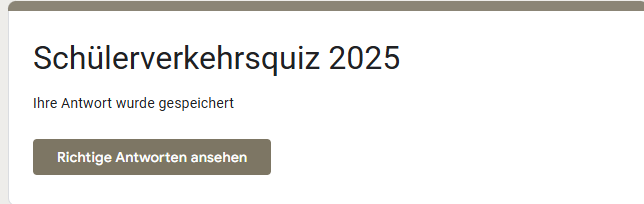 Schülerverkehrsquiz 2025
Ihre Antwort wurde gespeichert
Richtige Antworten ansehen